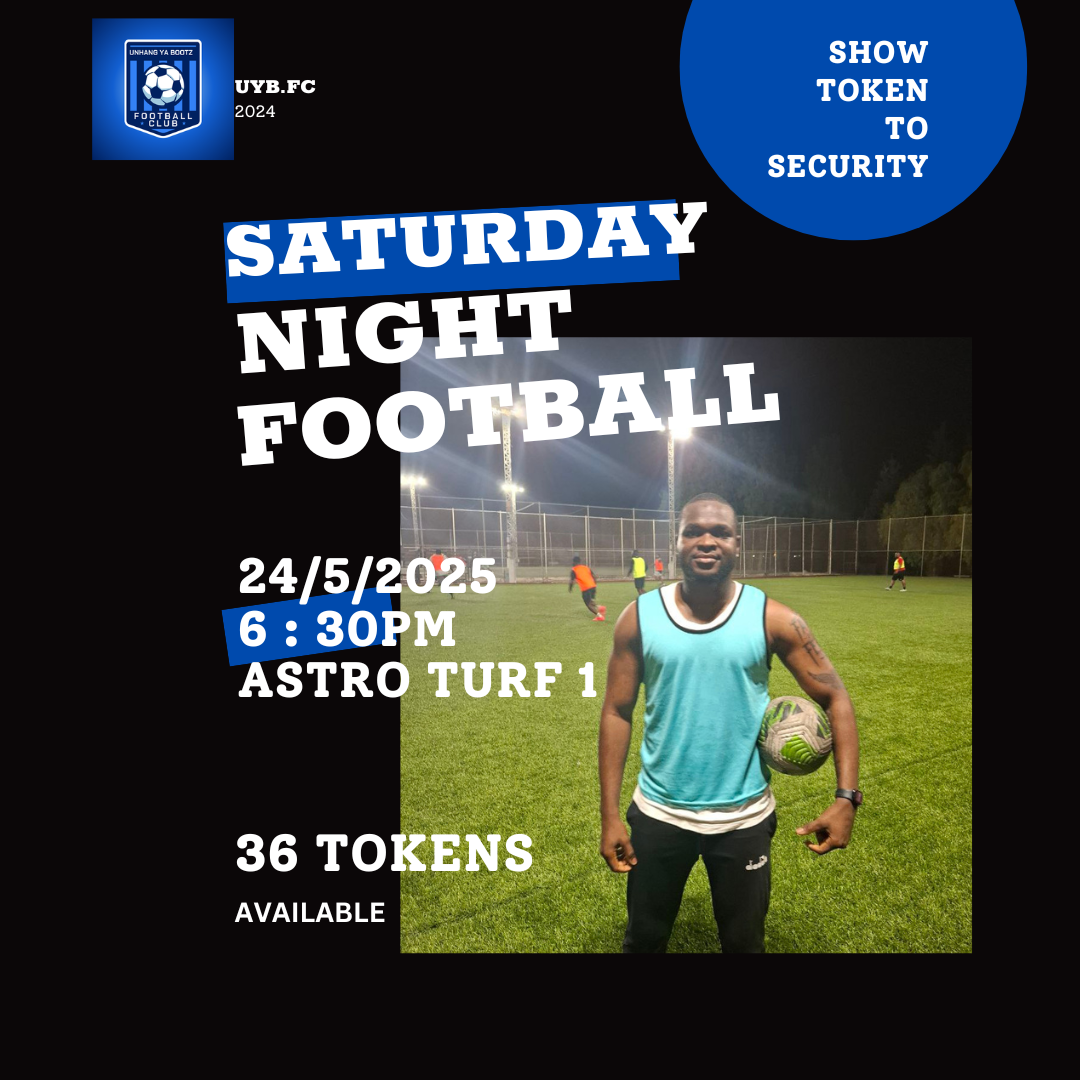 UNHANG YA BOOTZ
FOOTBALL
CLUB
UYB.FC
2024
SHOW
TOKEN
TO
SECURITY
SATURDAY
NIGHT
FOOTBALL
24/5/2025
6 : 30PM
ASTRO TURF 1
36 TOKENS
AVAILABLE